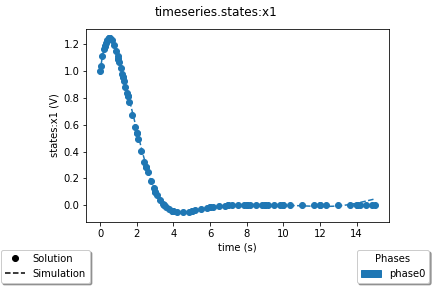 timeseries.states:x1
1.2
1.0
0.8
0.6
0.4
0.2
0.0
states:x1 (V)
0 2 4 6 8 10 12 14
time (s)
Solution
Simulation
Phases
phase0